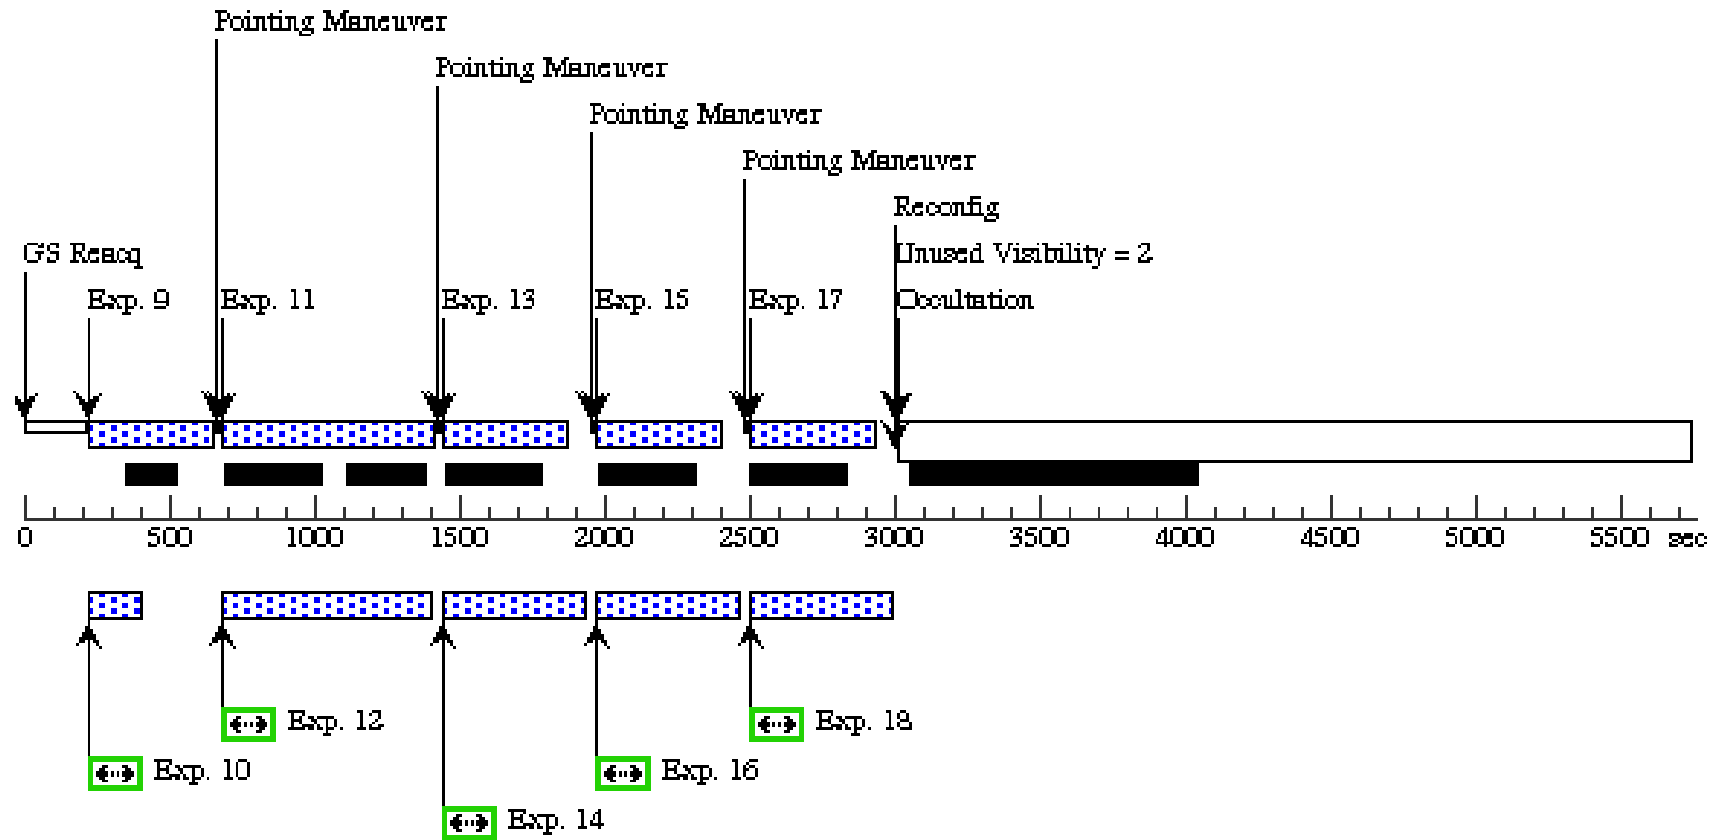 Pointing Maneuver
Pointing Maneuver
Pointing Maneuver
Pointing Maneuver
Reconfig
GS Reacq
Unused Visibility = 2
Exp. 9
Exp. 11
Exp. 13
Exp. 15
Exp. 17
Occultation
0 500 1000 1500 2000 2500 3000 3500 4000 4500 5000 5500 sec
Exp. 12
Exp. 18
Exp. 10
Exp. 16
Exp. 14